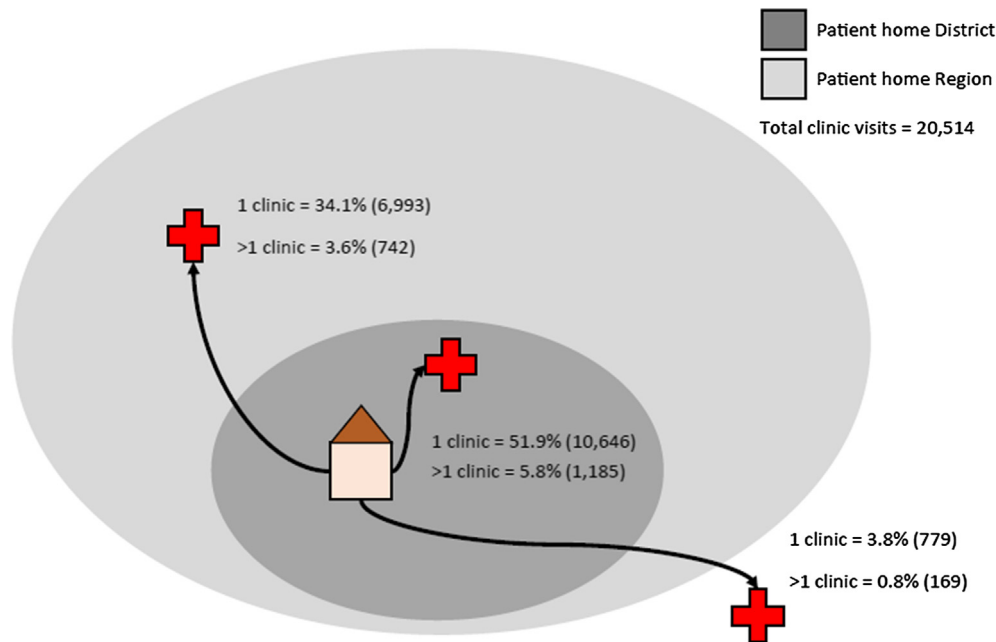 Patient home District
Patient home Region
Total clinic visits = 20,514
1 clinic = 34.1% (6,993)
>1 clinic = 3.6% (742)
1 clinic = 51.9% (10,646)
>1 clinic = 5.8% (1,185)
1 clinic = 3.8% (779)
>1 clinic = 0.8% (169)